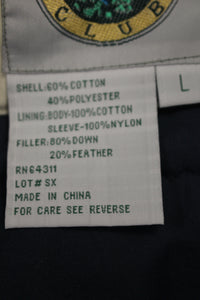 CLUB
L
SHELL:60% COTTON
40% POLYESTER
LINING:BODY-100% COTTON
SLEEVE-100% NYLON
FILLER:80% DOWN
20% FEATHER
RN64311
LOT# SX
MADE IN CHINA
FOR CARE SEE REVERSE